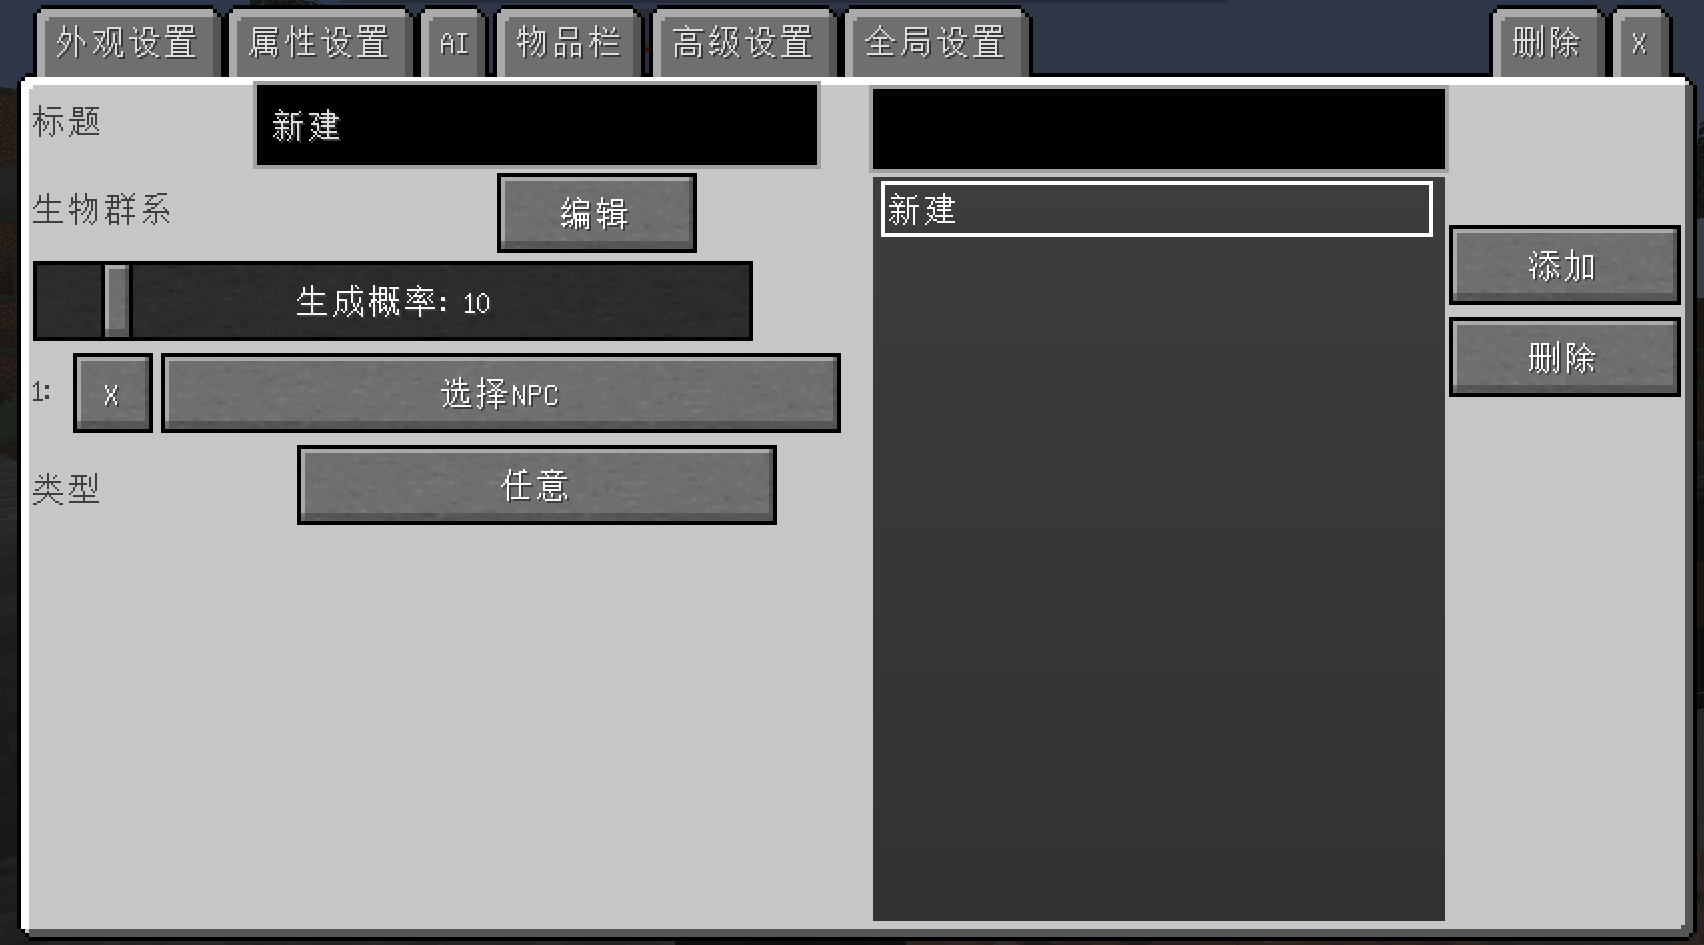 外观设置 属性设置 AI 物品栏 高级设置 全局设置 删除 X
标题 新建
生物群系 编辑
生成概率: 10
1: X 选择NPC
类型 任意
新建
添加
删除